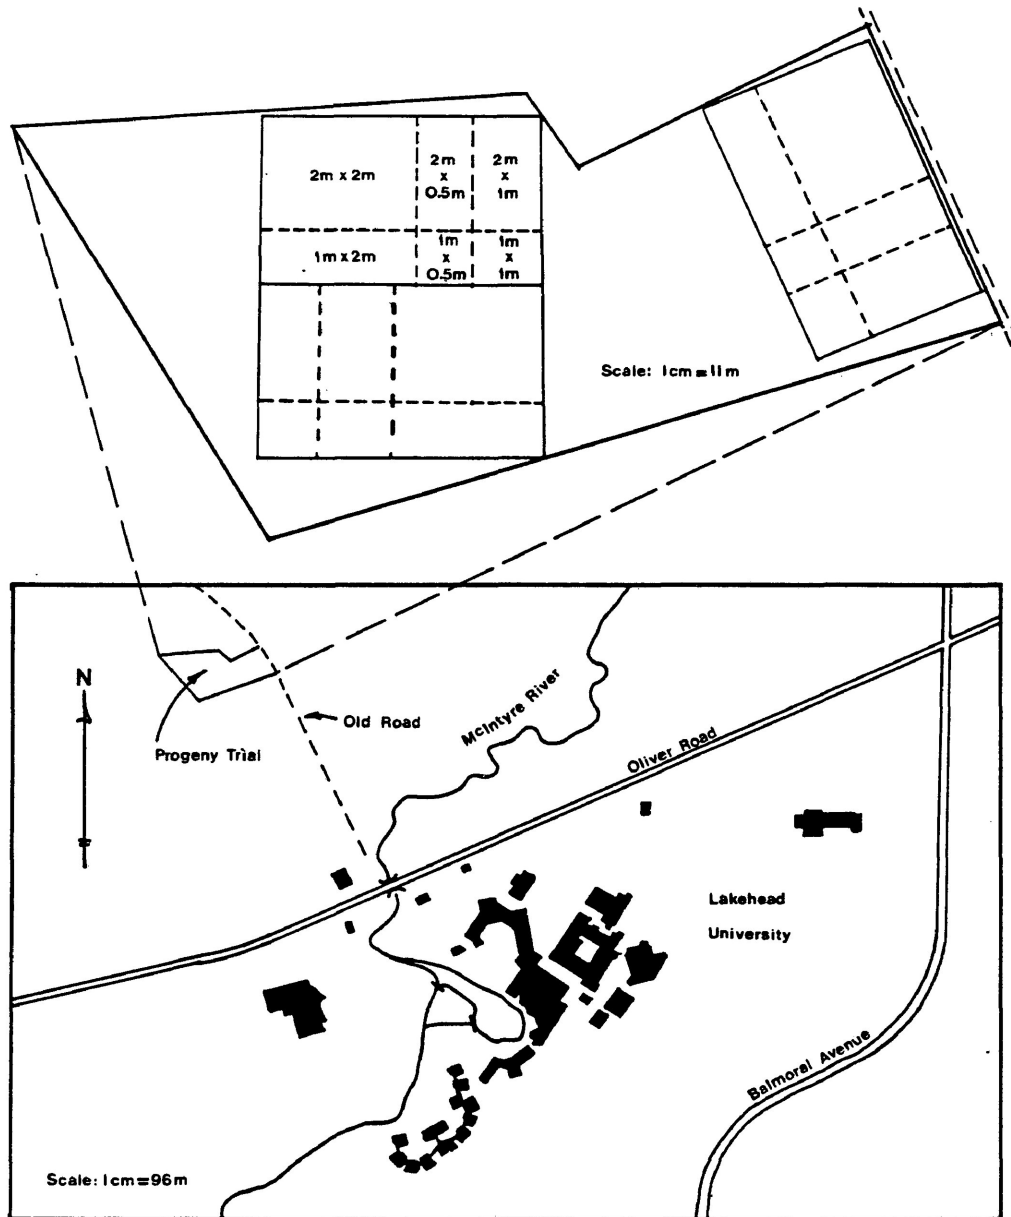 2m x 2m
2m
x
0.5m
2m
x
1m
1m x 2m
1m
x
0.5m
1m
x
1m
Scale: 1cm=11m
N
Progeny Trial
Old Road
McIntyre River
Oliver Road
Lakehead
University
Balmoral Avenue
Scale: 1cm=96m